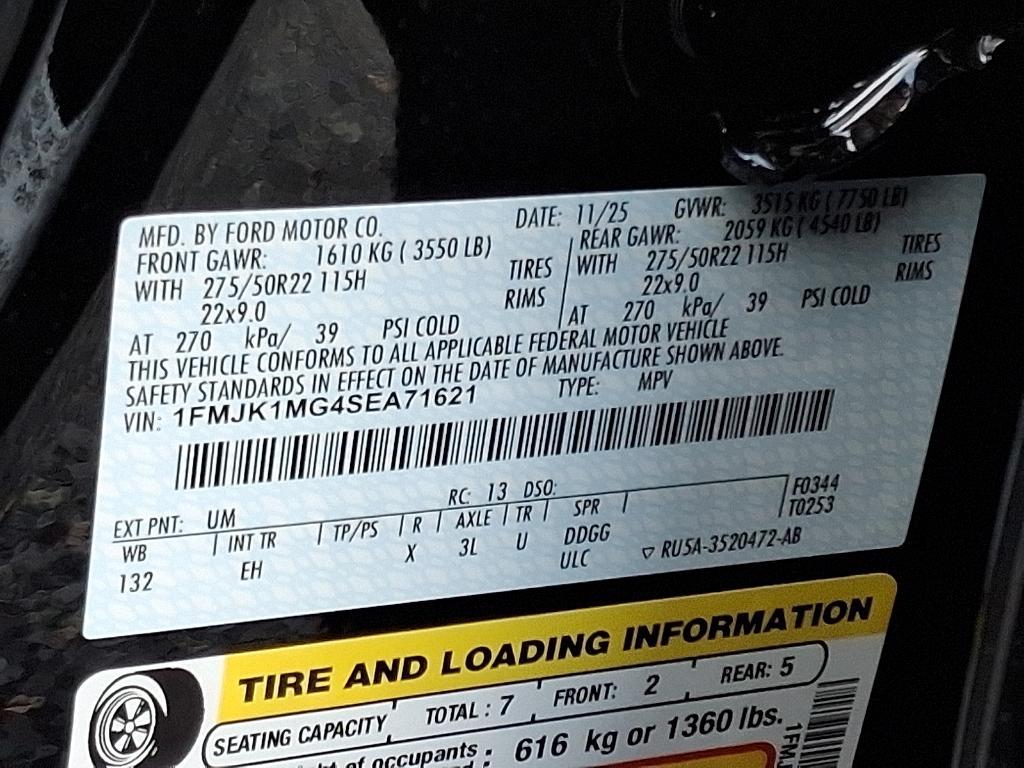 MFD. BY FORD MOTOR CO. DATE: 11/25 GVWR: 3515 KG ( 7750 LB)
FRONT GAWR: 1610 KG ( 3550 LB) REAR GAWR: 2059 KG ( 4540 LB)
WITH 275/50R22 115H TIRES WITH 275/50R22 115H TIRES
22x9.0 RIMS 22x9.0 RIMS
AT 270 kPa/ 39 PSI COLD AT 270 kPa/ 39 PSI COLD
THIS VEHICLE CONFORMS TO ALL APPLICABLE FEDERAL MOTOR VEHICLE
SAFETY STANDARDS IN EFFECT ON THE DATE OF MANUFACTURE SHOWN ABOVE.
VIN: 1FMJK1MG4SEA71621 TYPE: MPV
EXT PNT: UM RC: 13 DSO: F0344
WB INT TR TP/PS R AXLE TR SPR T0253
132 EH X 3L U DDGG
ULC ▽ RU5A-3520472-AB
TIRE AND LOADING INFORMATION
SEATING CAPACITY TOTAL : 7 FRONT: 2 REAR: 5
of occupants : 616 kg or 1360 lbs.